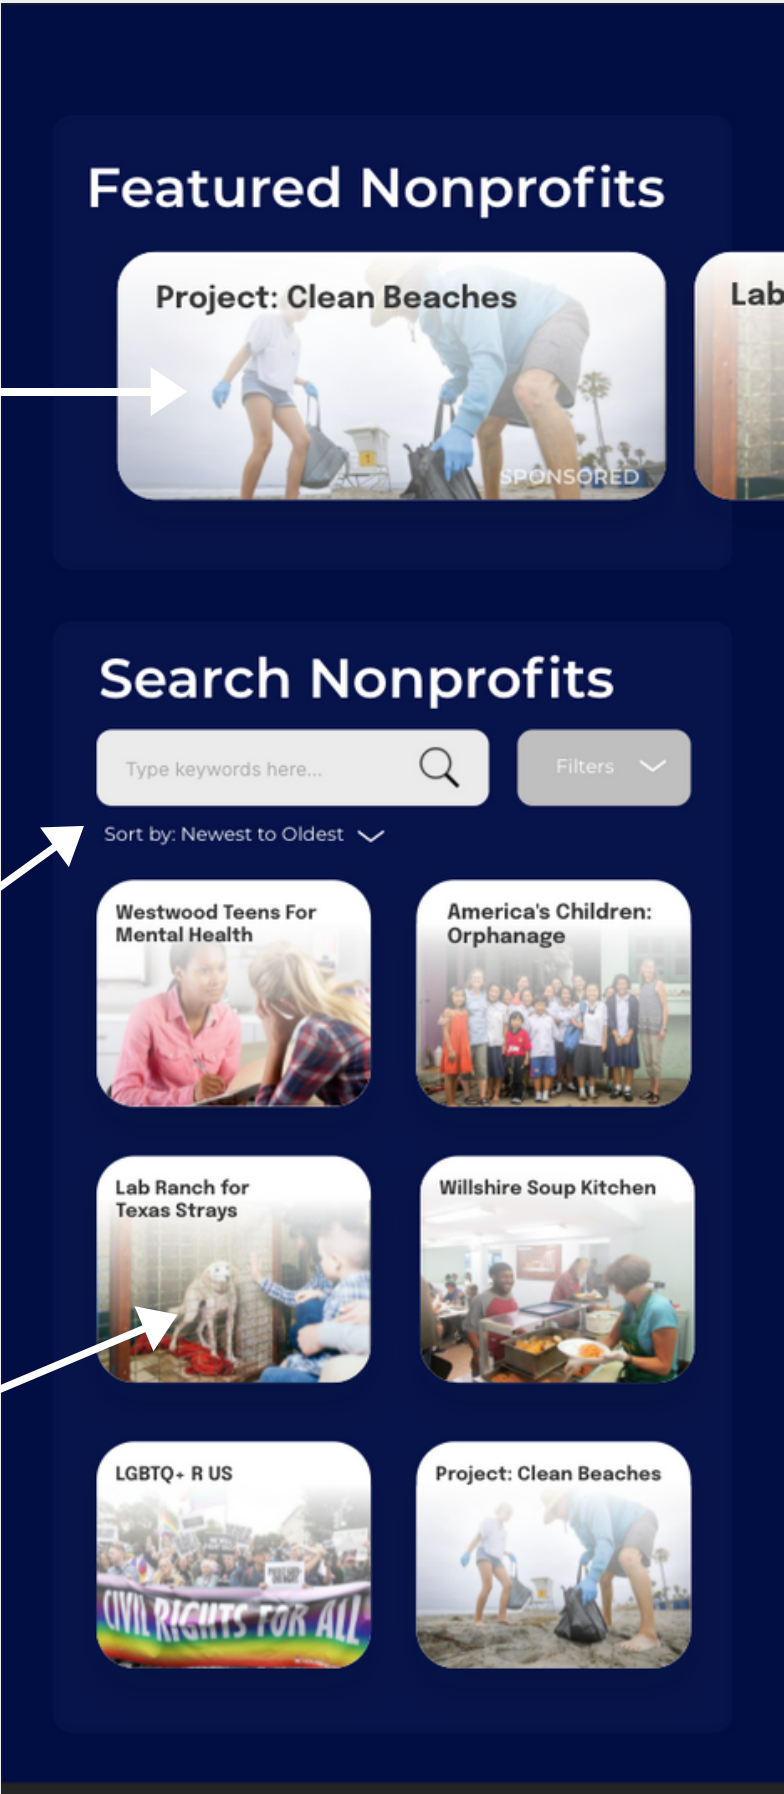 Featured Nonprofits
Project: Clean Beaches
Lab
SPONSORED
Search Nonprofits
Type keywords here...
Filters
Sort by: Newest to Oldest
Westwood Teens For
Mental Health
America's Children:
Orphanage
Lab Ranch for
Texas Strays
Willshire Soup Kitchen
LGBTQ+ R US
CIVIL RIGHTS FOR ALL
Project: Clean Beaches